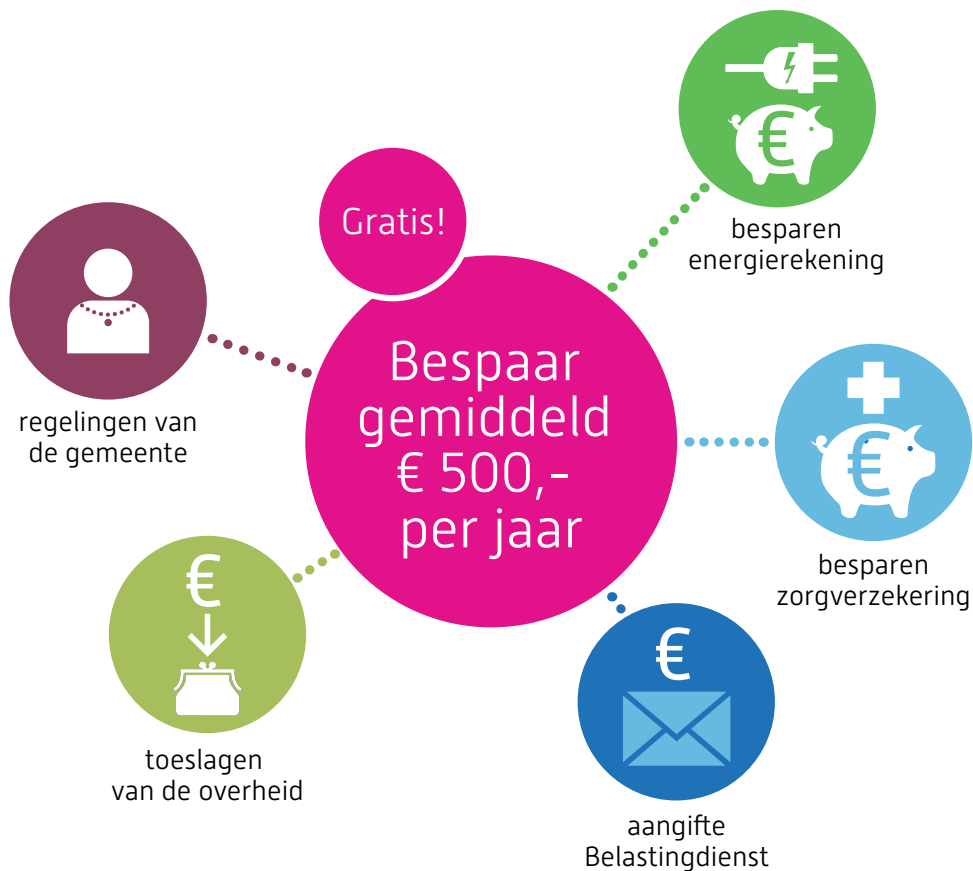 Gratis!
Bespaar
gemiddeld
€ 500,-
per jaar
€
besparen
energierekening
€
besparen
zorgverzekering
€
aangifte
Belastingdienst
€
toeslagen
van de overheid
regelingen van
de gemeente